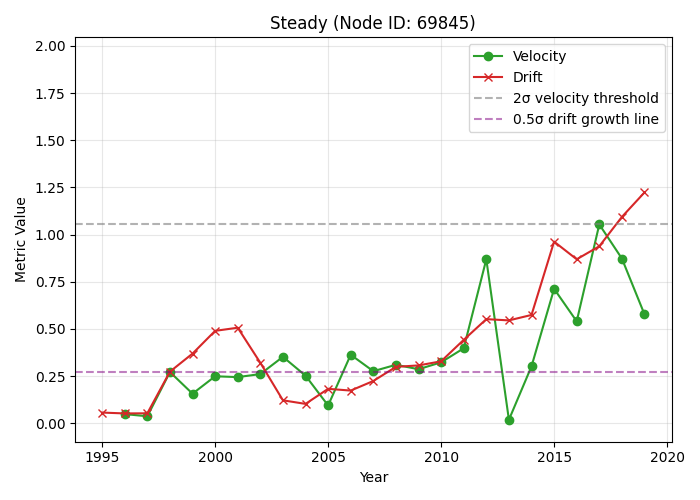 Steady (Node ID: 69845)
Velocity
Drift
2σ velocity threshold
0.5σ drift growth line
2.00
1.75
1.50
1.25
1.00
0.75
0.50
0.25
0.00
Metric Value
1995 2000 2005 2010 2015 2020
Year